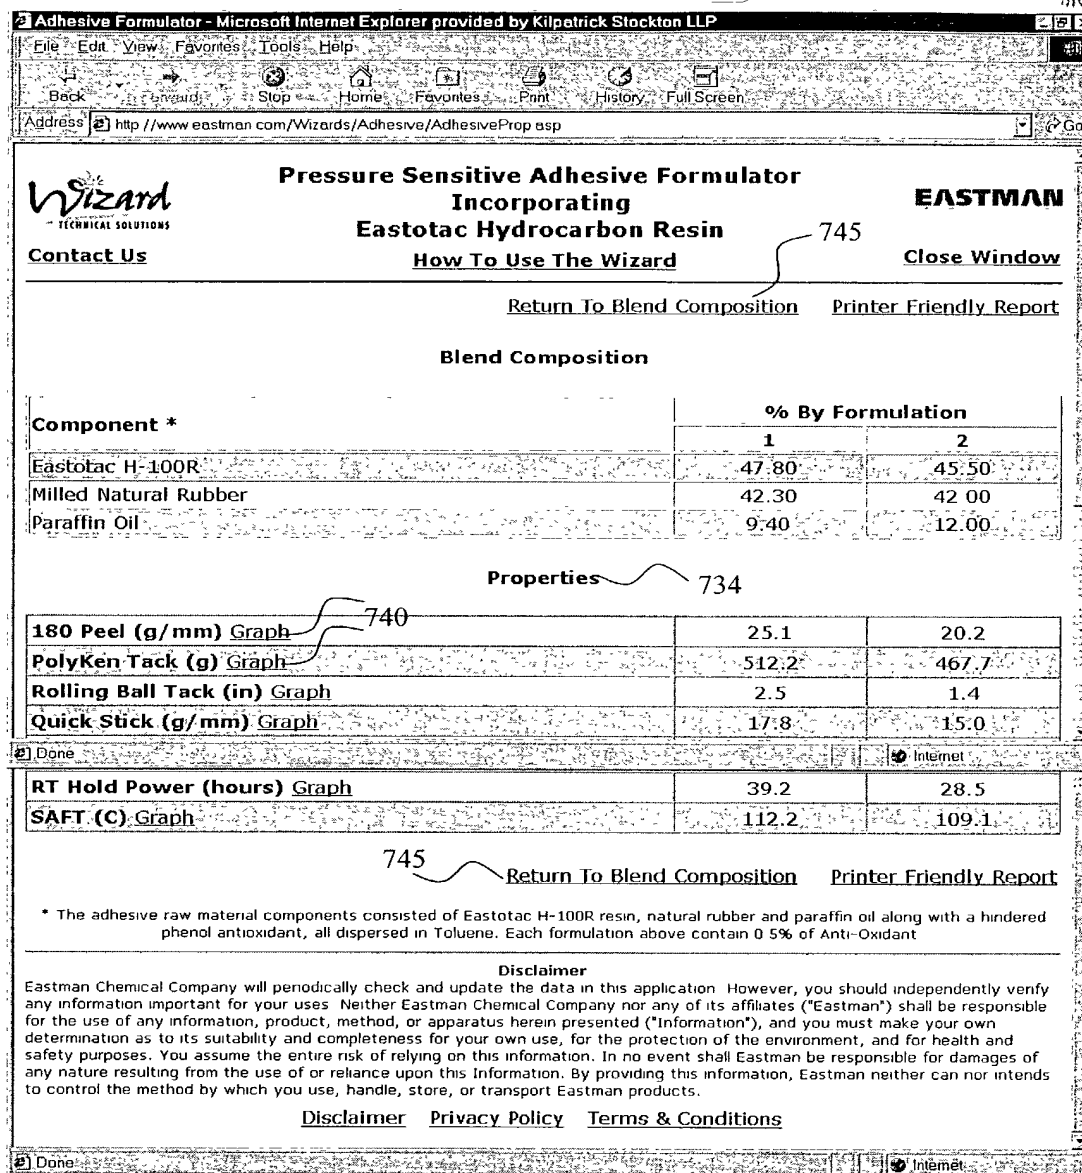 Adhesive Formulator - Microsoft Internet Explorer provided by Kilpatrick Stockton LLP
File Edit View Favorites Tools Help
Back Forward Stop Home Favorites Print History Full Screen
Address http //www eastman com/Wizards/Adhesive/AdhesiveProp asp Go
Wizard
TECHNICAL SOLUTIONS
Pressure Sensitive Adhesive Formulator
Incorporating
Eastotac Hydrocarbon Resin
EASTMAN
745
Contact Us How To Use The Wizard Close Window
Return To Blend Composition Printer Friendly Report
Blend Composition
Component * % By Formulation
1 2
Eastotac H-100R 47.80 45.50
Milled Natural Rubber 42.30 42 00
Paraffin Oil 9.40 12.00
Properties 734
740
180 Peel (g/mm) Graph 25.1 20.2
PolyKen Tack (g) Graph 512.2 467.7
Rolling Ball Tack (in) Graph 2.5 1.4
Quick Stick (g/mm) Graph 17.8 15.0
Done Internet
RT Hold Power (hours) Graph 39.2 28.5
SAFT (C) Graph 112.2 109.1
745
Return To Blend Composition Printer Friendly Report
* The adhesive raw material components consisted of Eastotac H-100R resin, natural rubber and paraffin oil along with a hindered
phenol antioxidant, all dispersed in Toluene. Each formulation above contain 0 5% of Anti-Oxidant
Disclaimer
Eastman Chemical Company will periodically check and update the data in this application However, you should independently verify
any information important for your uses Neither Eastman Chemical Company nor any of its affiliates ("Eastman") shall be responsible
for the use of any information, product, method, or apparatus herein presented ("Information"), and you must make your own
determination as to its suitability and completeness for your own use, for the protection of the environment, and for health and
safety purposes. You assume the entire risk of relying on this information. In no event shall Eastman be responsible for damages of
any nature resulting from the use of or reliance upon this Information. By providing this information, Eastman neither can nor intends
to control the method by which you use, handle, store, or transport Eastman products.
Disclaimer Privacy Policy Terms & Conditions
Done Internet